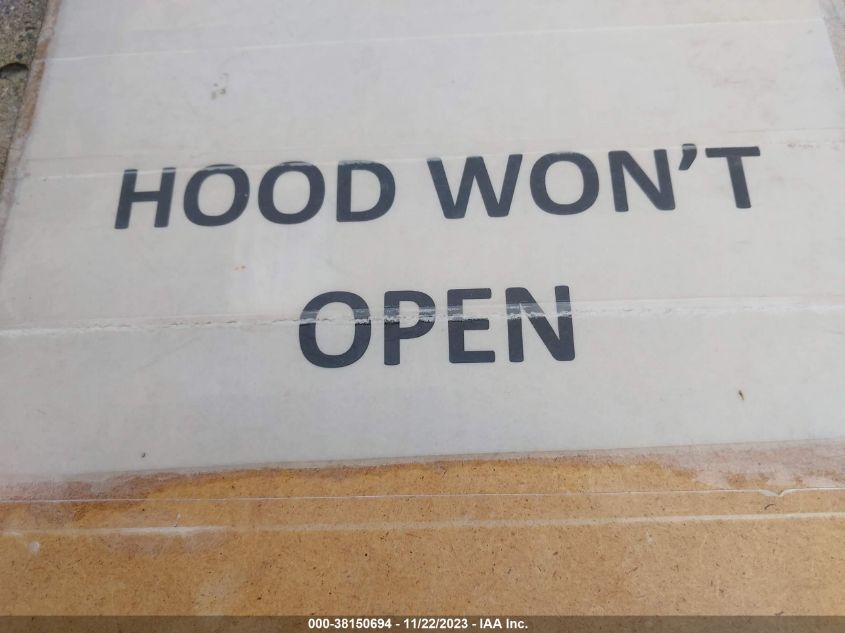 HOOD WON'T
OPEN
000-38150694 - 11/22/2023 - IAA Inc.